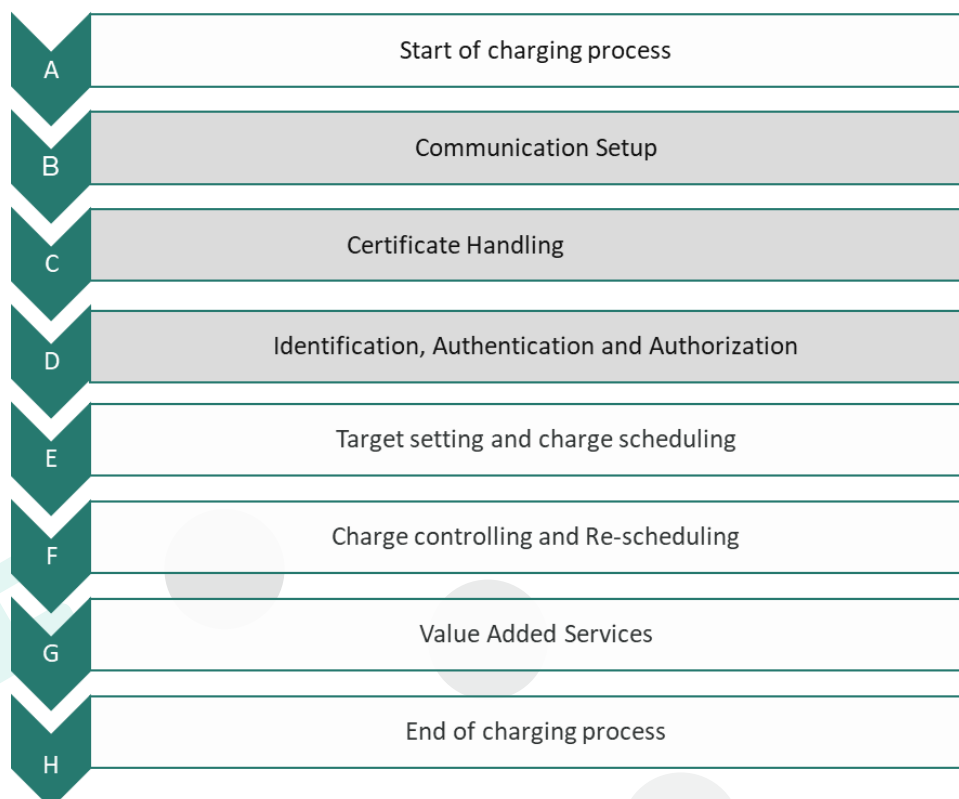 A
Start of charging process
B
Communication Setup
C
Certificate Handling
D
Identification, Authentication and Authorization
E
Target setting and charge scheduling
F
Charge controlling and Re-scheduling
G
Value Added Services
H
End of charging process